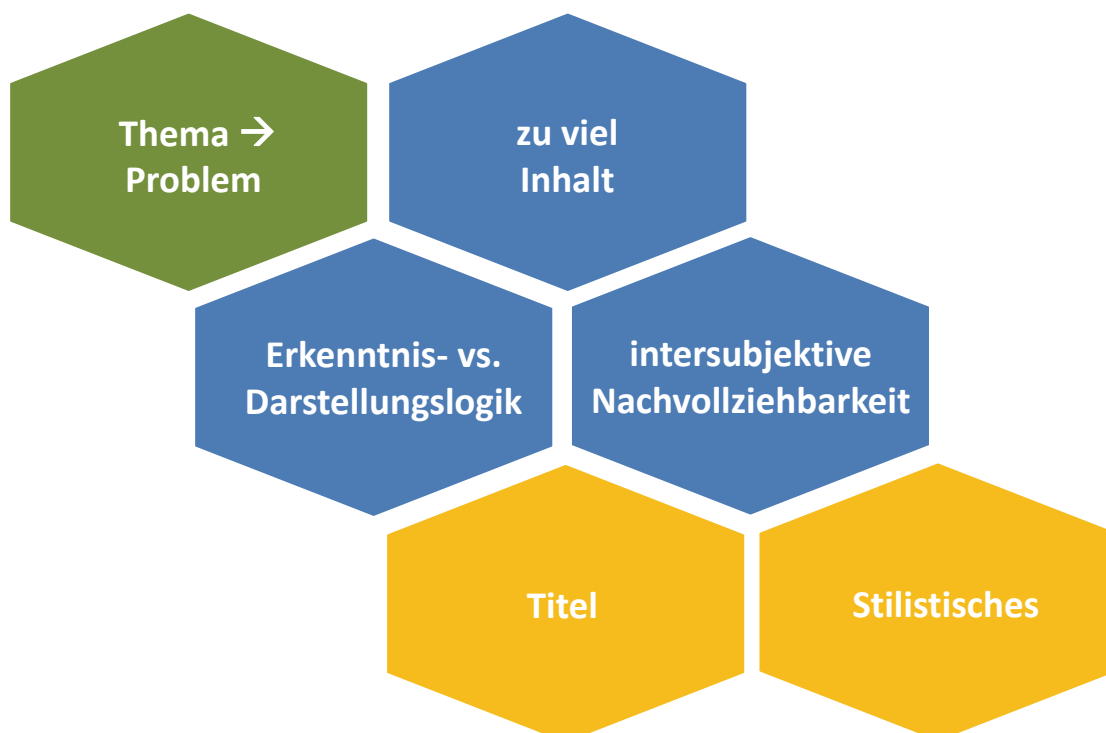 Thema →
Problem
zu viel
Inhalt
Erkenntnis- vs.
Darstellungslogik
intersubjektive
Nachvollziehbarkeit
Titel
Stilistisches